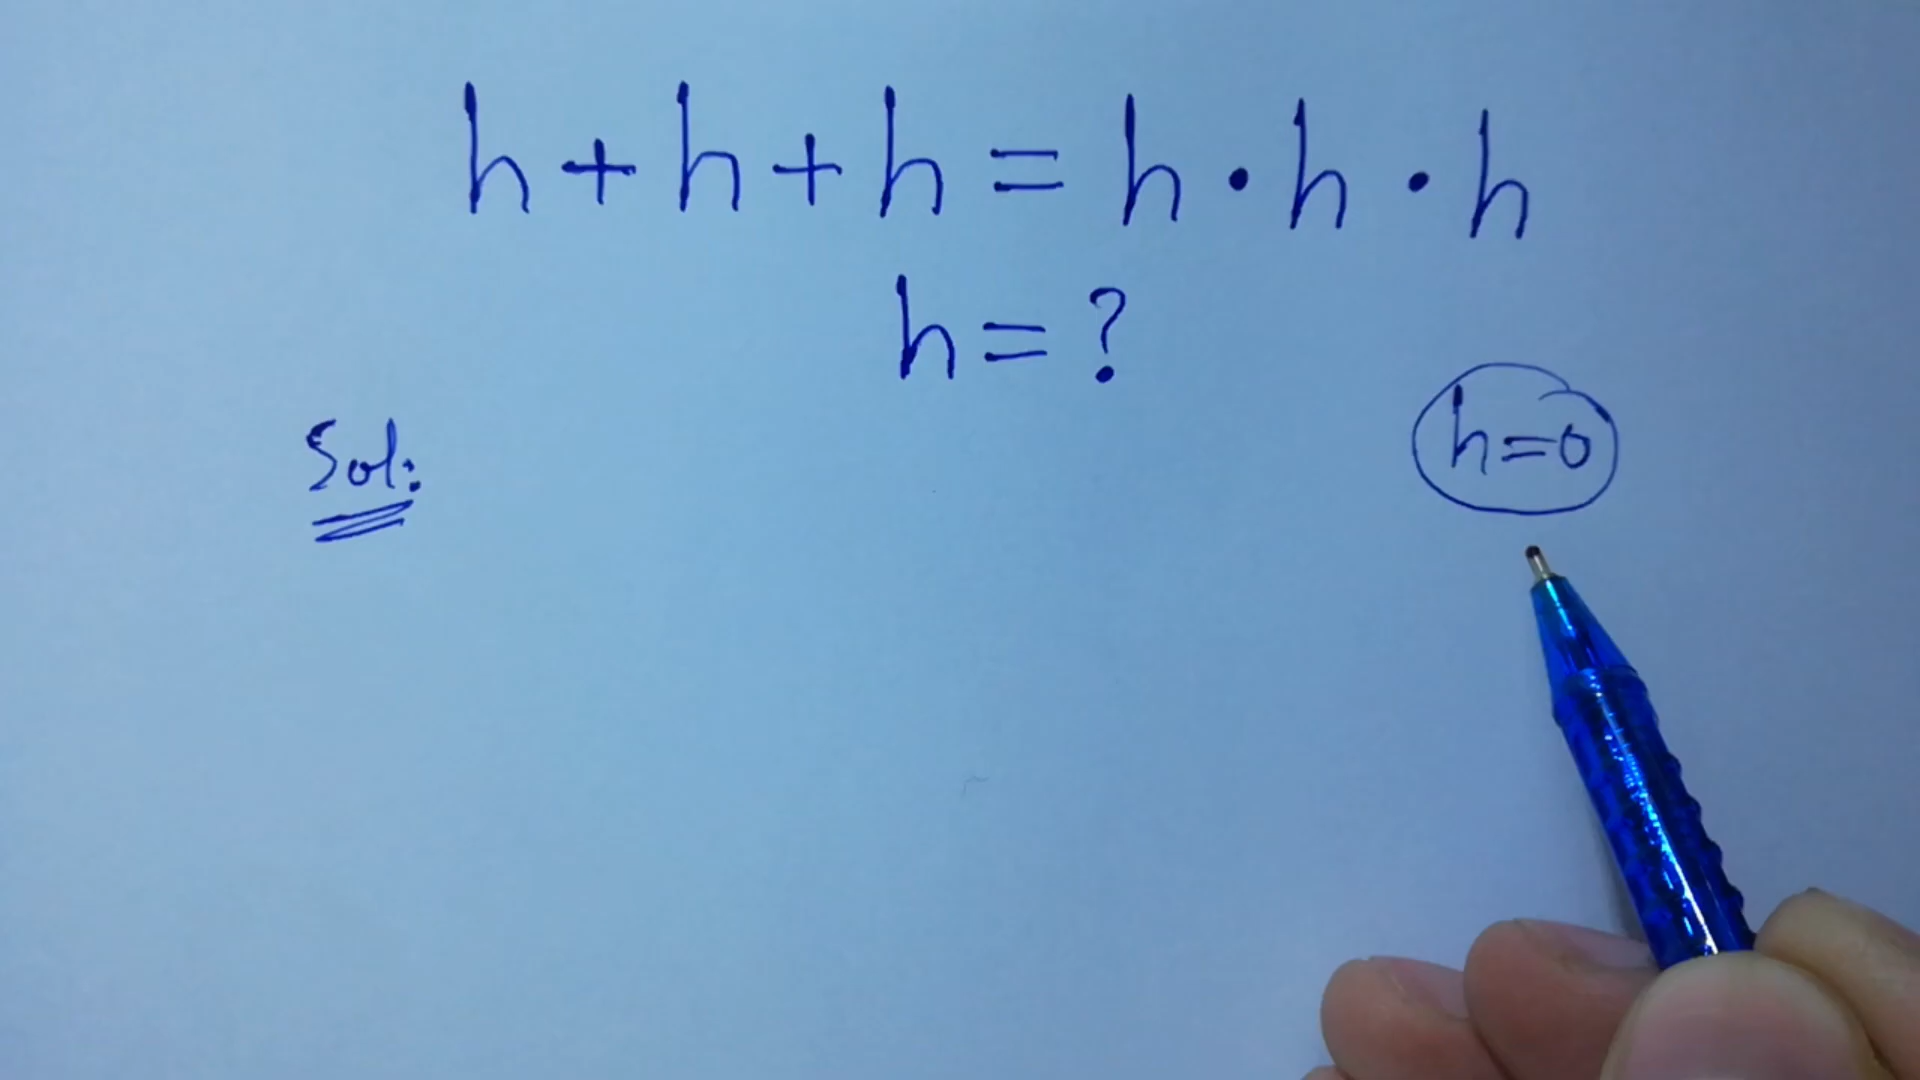 h + h + h = h · h · h
h = ?
h = 0
Sol: